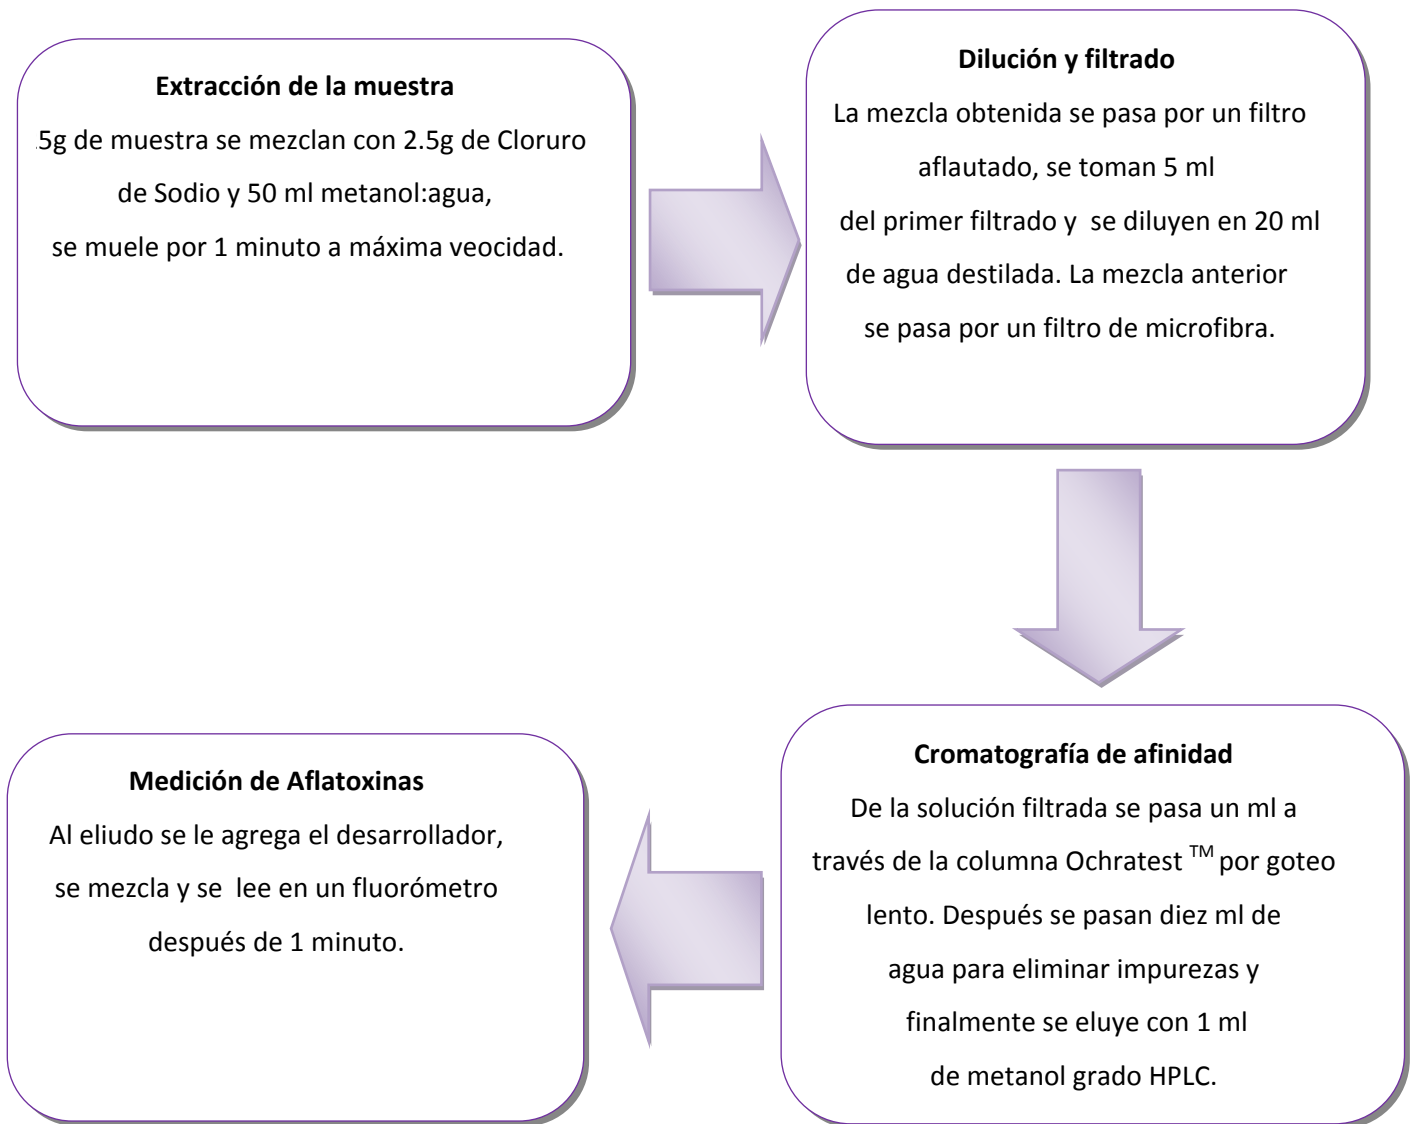 Extracción de la muestra
5g de muestra se mezclan con 2.5g de Cloruro
de Sodio y 50 ml metanol:agua,
se muele por 1 minuto a máxima veocidad.
Dilución y filtrado
La mezcla obtenida se pasa por un filtro
aflautado, se toman 5 ml
del primer filtrado y se diluyen en 20 ml
de agua destilada. La mezcla anterior
se pasa por un filtro de microfibra.
Cromatografía de afinidad
De la solución filtrada se pasa un ml a
través de la columna Ochratest TM por goteo
lento. Después se pasan diez ml de
agua para eliminar impurezas y
finalmente se eluye con 1 ml
de metanol grado HPLC.
Medición de Aflatoxinas
Al eliudo se le agrega el desarrollador,
se mezcla y se lee en un fluorómetro
después de 1 minuto.